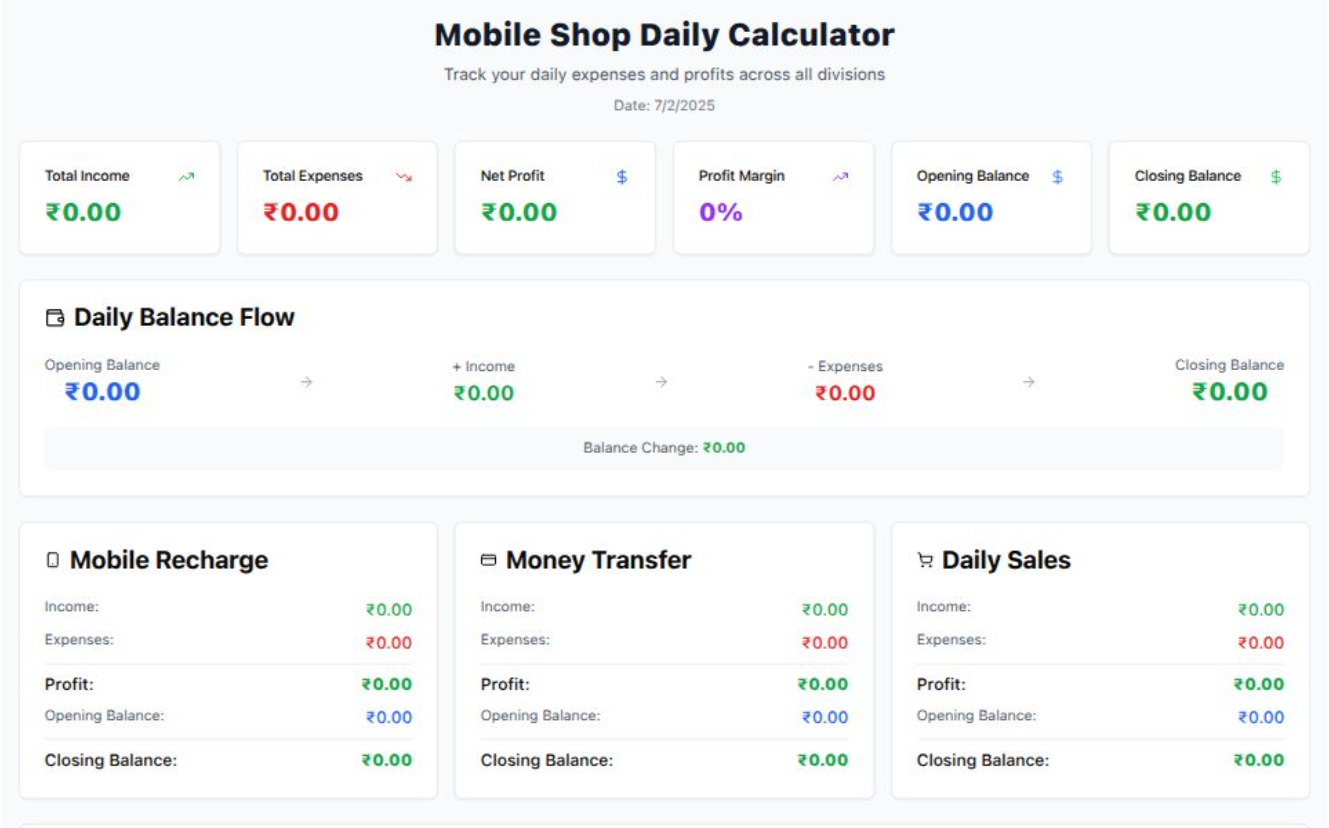 Mobile Shop Daily Calculator
Track your daily expenses and profits across all divisions
Date: 7/2/2025
Total Income
₹0.00
Total Expenses
₹0.00
Net Profit
$
₹0.00
Profit Margin
0%
Opening Balance
$
₹0.00
Closing Balance
$
₹0.00
Daily Balance Flow
Opening Balance
₹0.00
→
+ Income
₹0.00
→
- Expenses
₹0.00
→
Closing Balance
₹0.00
Balance Change: ₹0.00
Mobile Recharge
Income: ₹0.00
Expenses: ₹0.00
Profit: ₹0.00
Opening Balance: ₹0.00
Closing Balance: ₹0.00
Money Transfer
Income: ₹0.00
Expenses: ₹0.00
Profit: ₹0.00
Opening Balance: ₹0.00
Closing Balance: ₹0.00
Daily Sales
Income: ₹0.00
Expenses: ₹0.00
Profit: ₹0.00
Opening Balance: ₹0.00
Closing Balance: ₹0.00